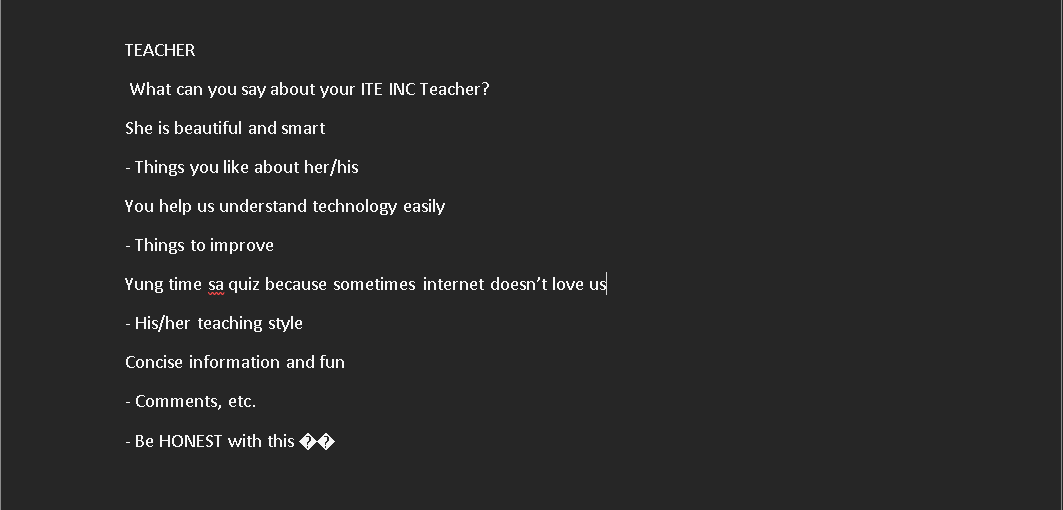 TEACHER
What can you say about your ITE INC Teacher?
She is beautiful and smart
- Things you like about her/his
You help us understand technology easily
- Things to improve
Yung time sa quiz because sometimes internet doesn’t love us
- His/her teaching style
Concise information and fun
- Comments, etc.
- Be HONEST with this ��